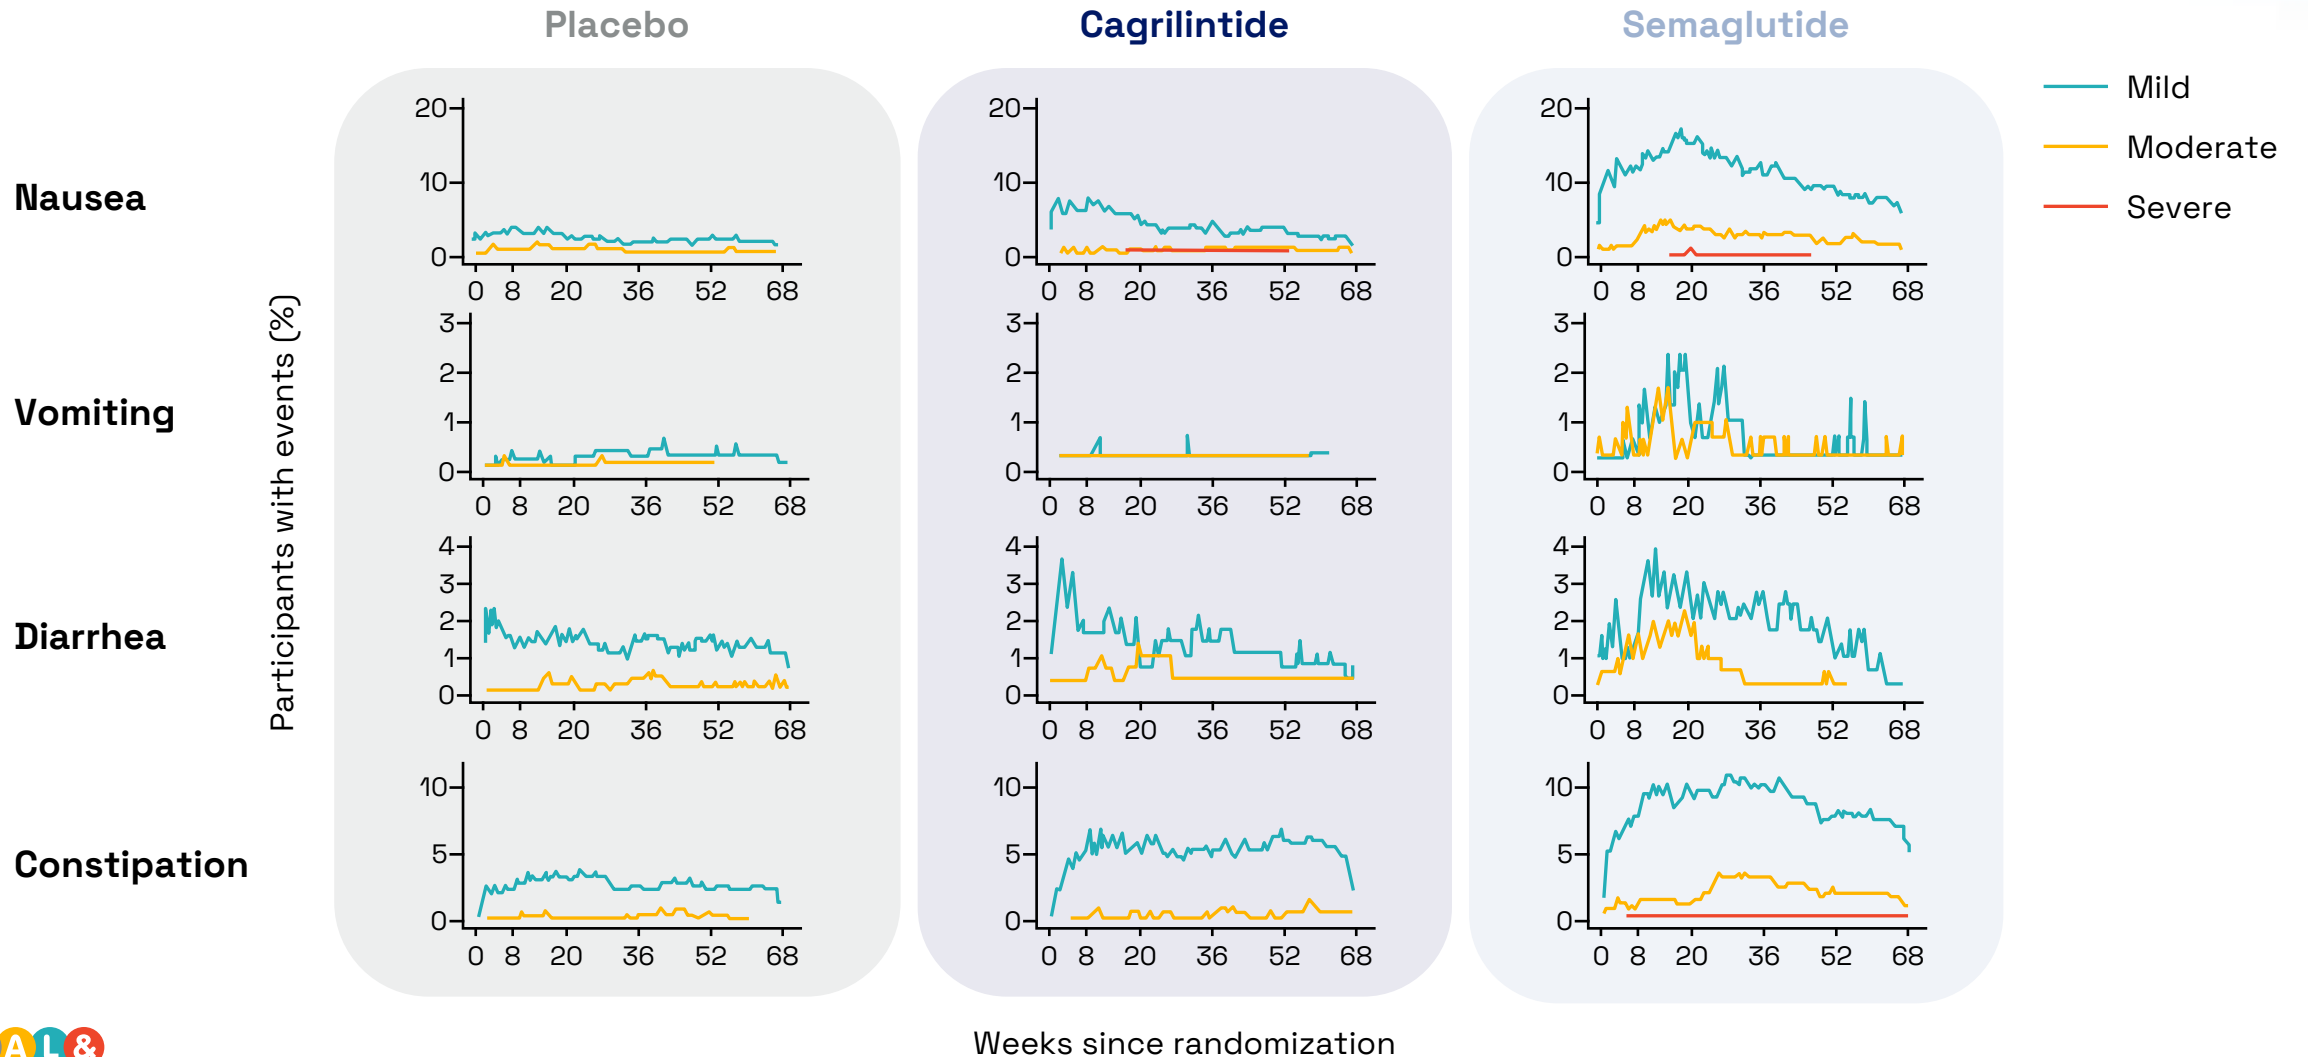 Placebo
Cagrilintide
Semaglutide
Mild
Moderate
Severe
Participants with events (%)
Nausea
20
10
0
0 8 20 36 52 68
20
10
0
0 8 20 36 52 68
20
10
0
0 8 20 36 52 68
Vomiting
3
2
1
0
0 8 20 36 52 68
3
2
1
0
0 8 20 36 52 68
3
2
1
0
0 8 20 36 52 68
Diarrhea
4
3
2
1
0
0 8 20 36 52 68
4
3
2
1
0
0 8 20 36 52 68
4
3
2
1
0
0 8 20 36 52 68
Constipation
10
5
0
0 8 20 36 52 68
10
5
0
0 8 20 36 52 68
10
5
0
0 8 20 36 52 68
Weeks since randomization
A L &